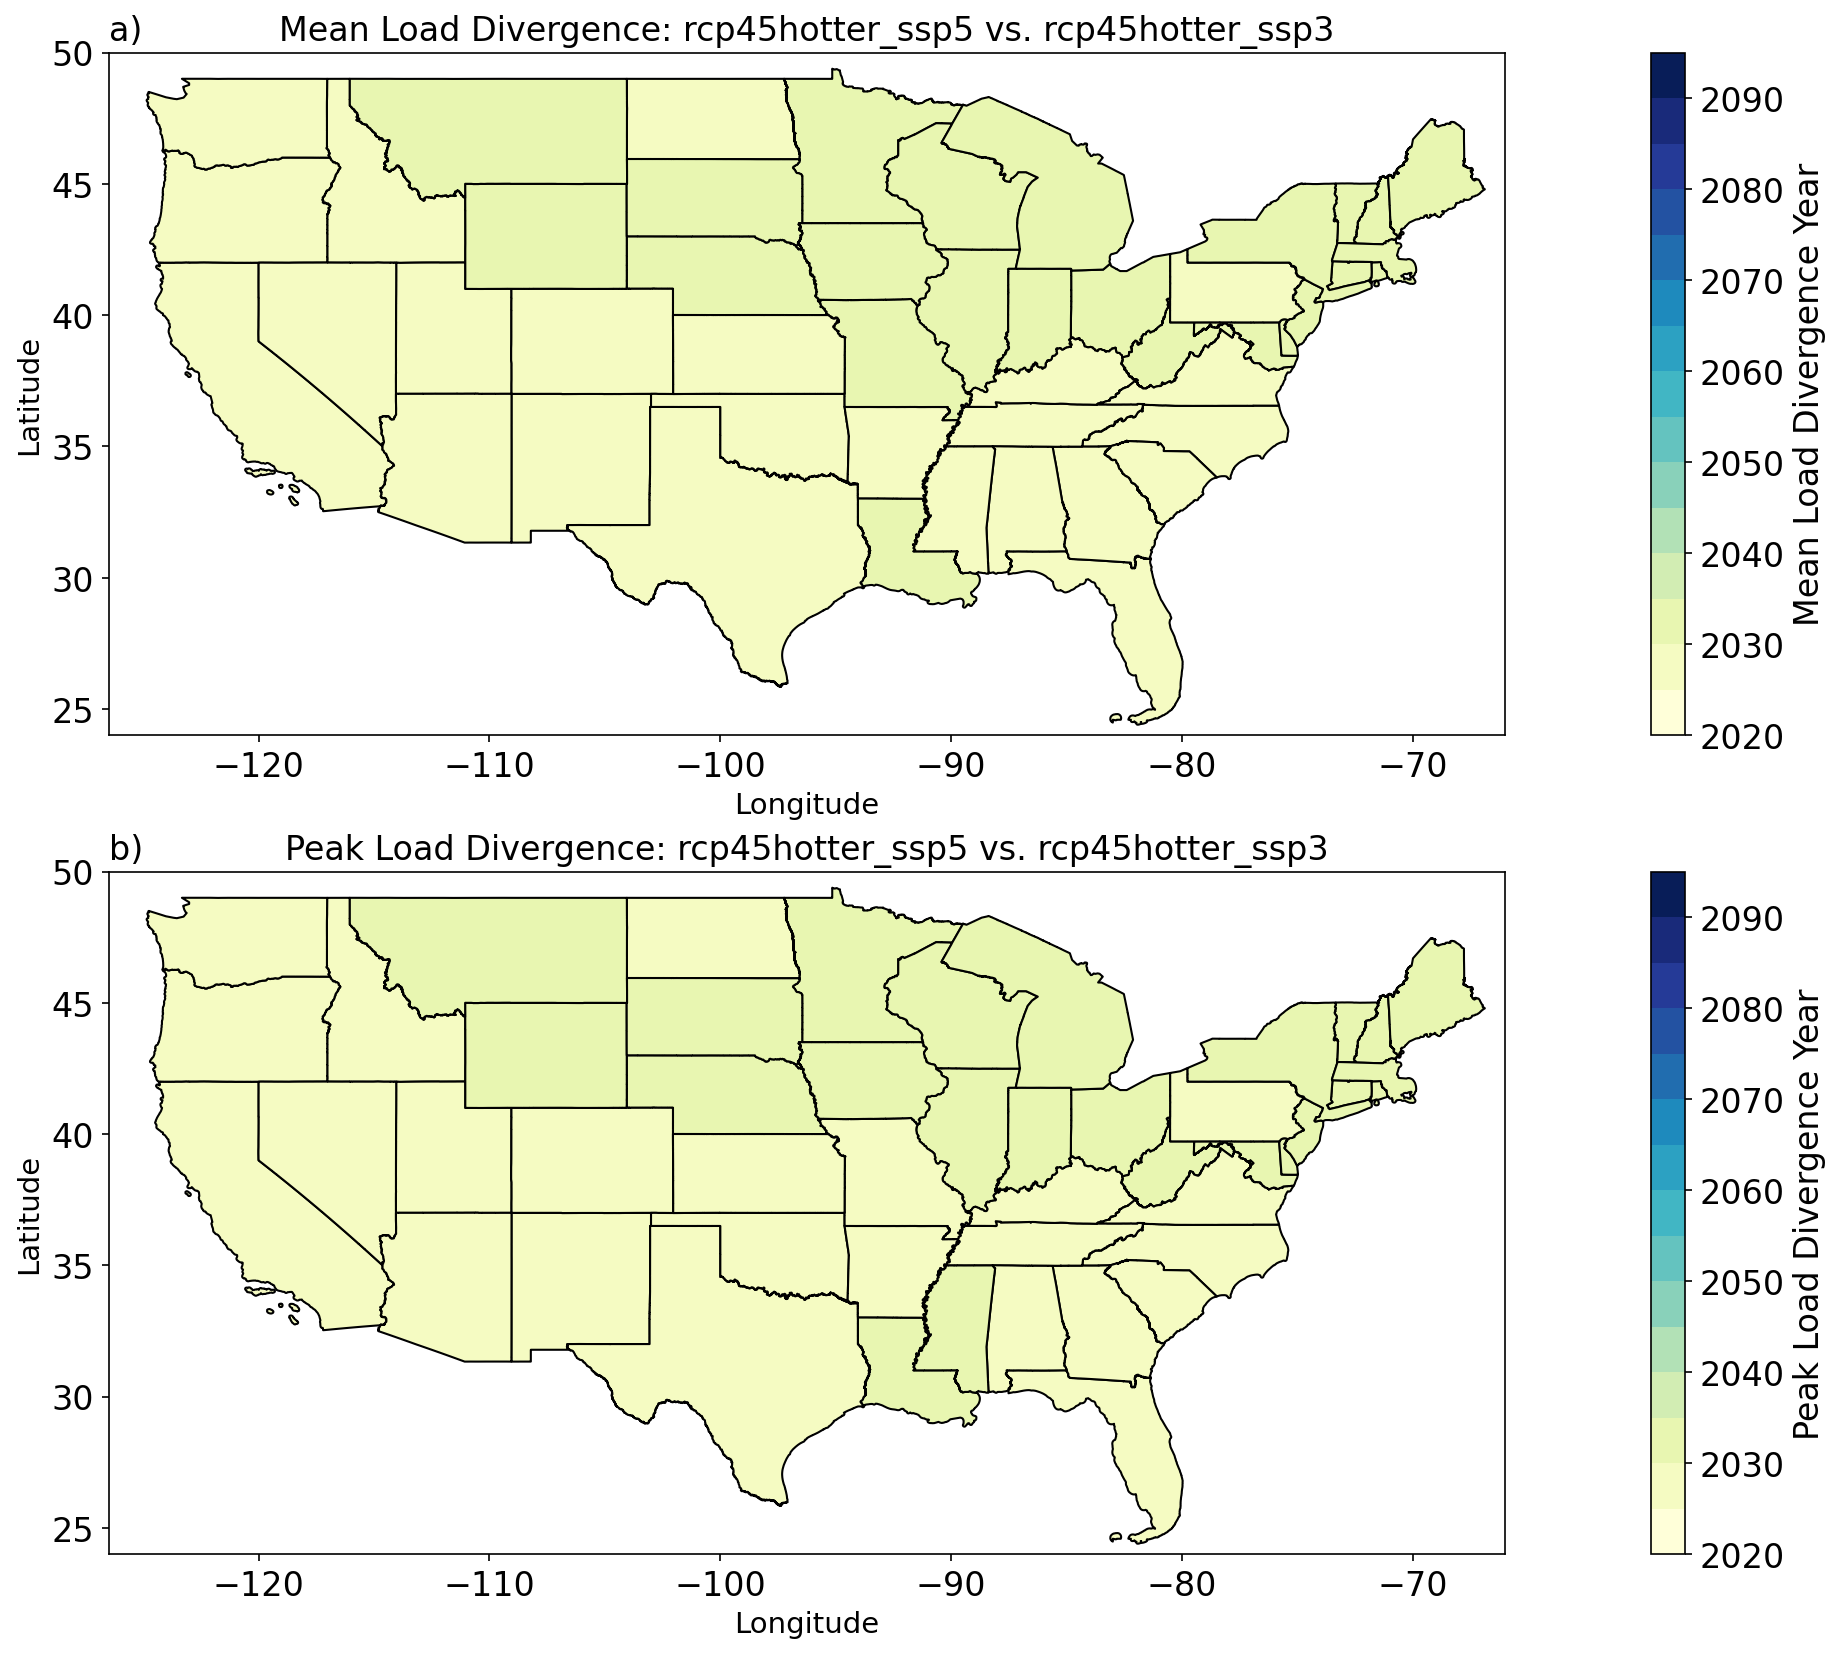 a) Mean Load Divergence: rcp45hotter_ssp5 vs. rcp45hotter_ssp3
50
45
40
35
30
25
Latitude
−120 −110 −100 −90 −80 −70
Longitude
2090
2080
2070
2060
2050
2040
2030
2020
Mean Load Divergence Year
b) Peak Load Divergence: rcp45hotter_ssp5 vs. rcp45hotter_ssp3
50
45
40
35
30
25
Latitude
−120 −110 −100 −90 −80 −70
Longitude
2090
2080
2070
2060
2050
2040
2030
2020
Peak Load Divergence Year